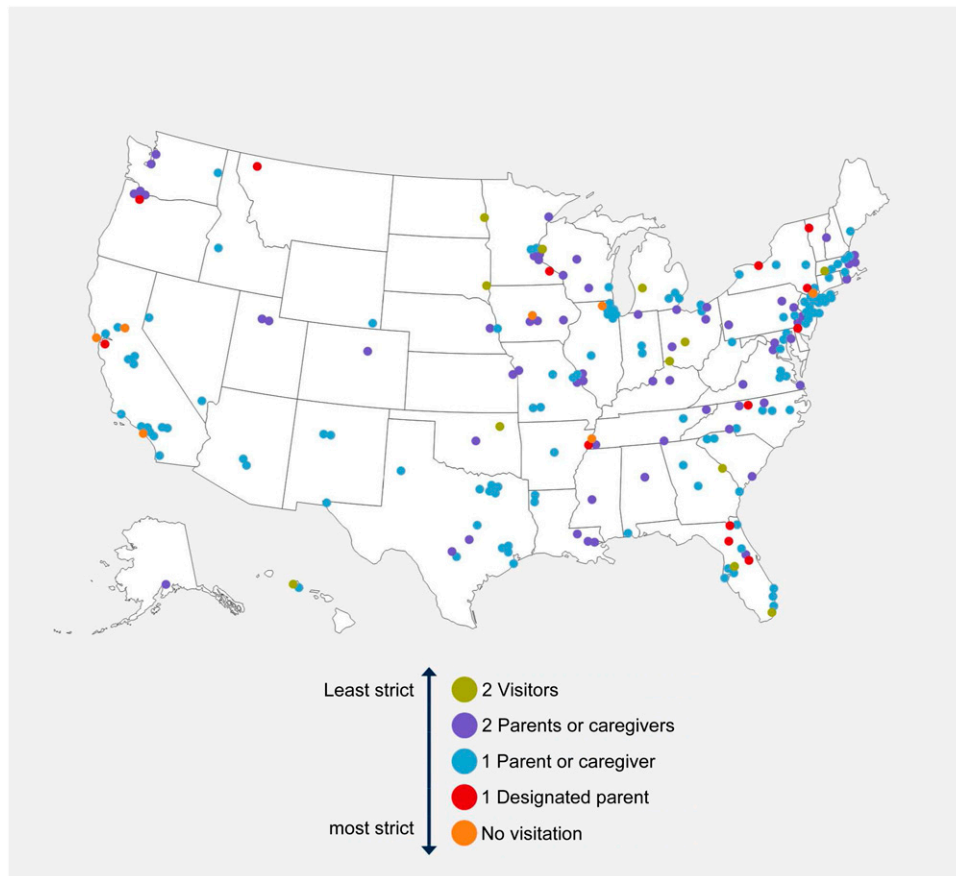 Least strict
2 Visitors
2 Parents or caregivers
1 Parent or caregiver
1 Designated parent
most strict
No visitation